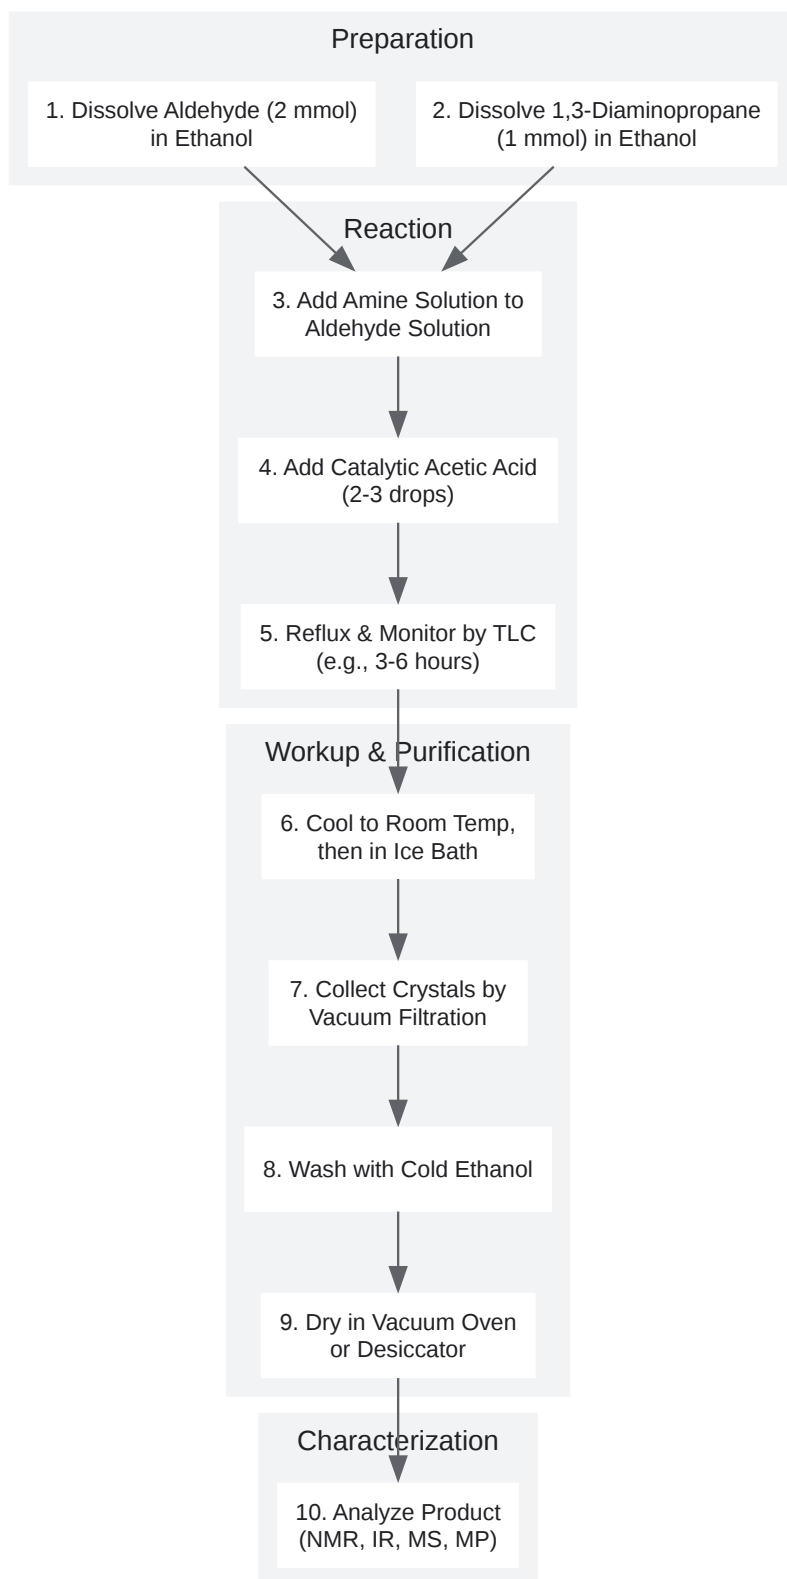 Preparation
1. Dissolve Aldehyde (2 mmol)
in Ethanol
2. Dissolve 1,3-Diaminopropane
(1 mmol) in Ethanol
Reaction
3. Add Amine Solution to
Aldehyde Solution
4. Add Catalytic Acetic Acid
(2-3 drops)
5. Reflux & Monitor by TLC
(e.g., 3-6 hours)
Workup & Purification
6. Cool to Room Temp,
then in Ice Bath
7. Collect Crystals by
Vacuum Filtration
8. Wash with Cold Ethanol
9. Dry in Vacuum Oven
or Desiccator
Characterization
10. Analyze Product
(NMR, IR, MS, MP)